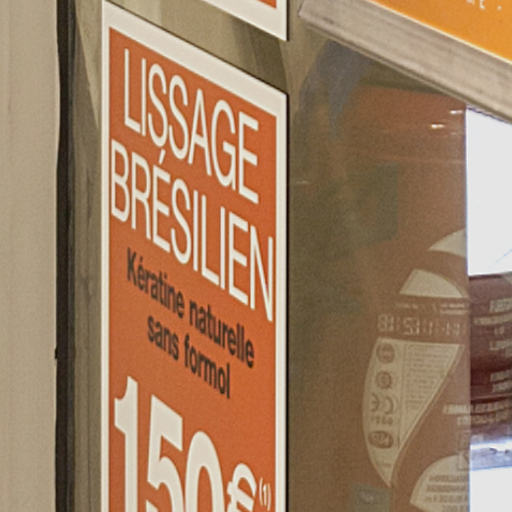 LISSAGE
BRÉSILIEN
Kératine naturelle
sans formol
150€(1)